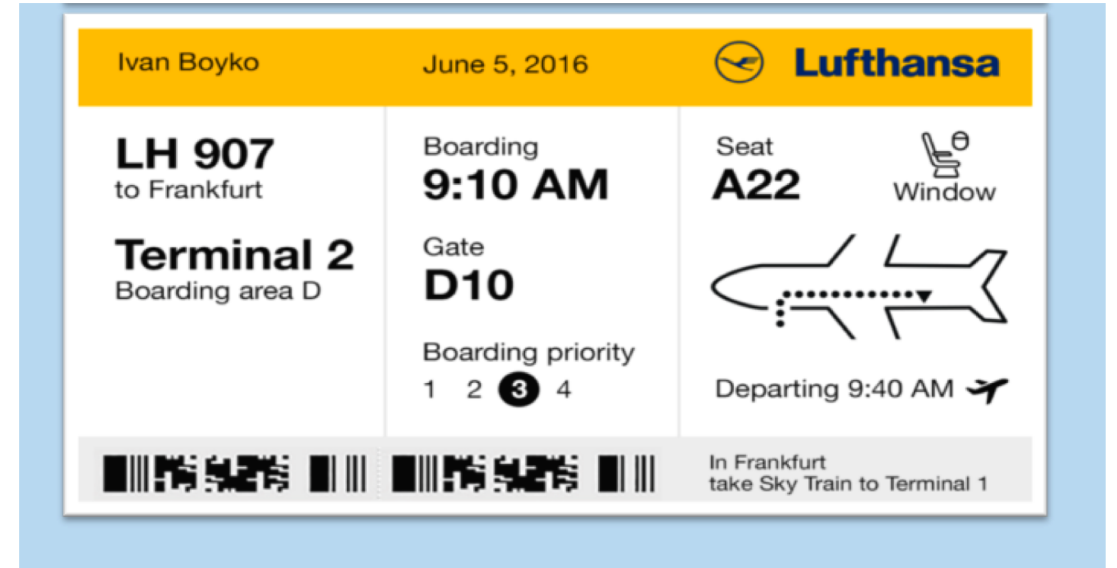 Ivan Boyko
June 5, 2016
Lufthansa
LH 907
to Frankfurt
Terminal 2
Boarding area D
Boarding
9:10 AM
Gate
D10
Boarding priority
1 2 3 4
Seat
A22
Window
Departing 9:40 AM
In Frankfurt
take Sky Train to Terminal 1